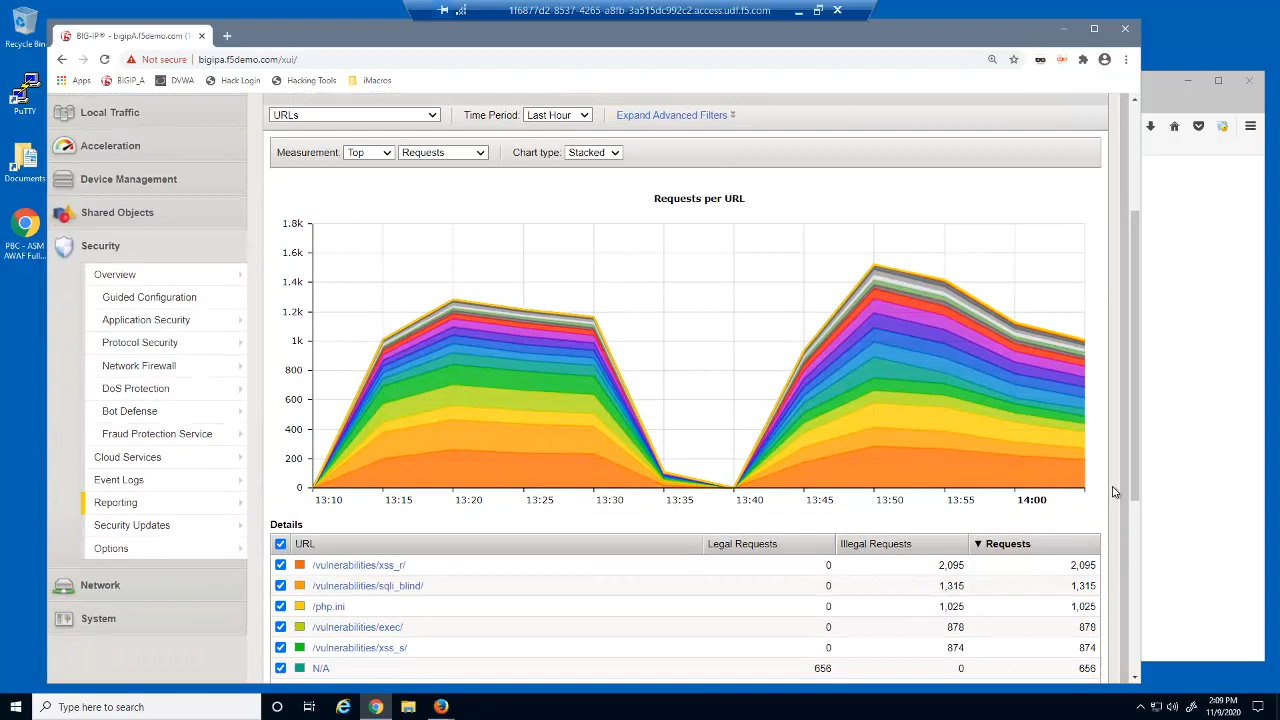 1f6877d2-8537-4265-a8fb-3a515dc992c2.access.udf.f5.com
Recycle Bin
PuTTY
Documents
PBC - ASM
AWAF Full...
BIG-IP® - bigipA.f5demo.com (1
Not secure
bigipa.f5demo.com/xui/
Apps
BIGIP_A
DVWA
Hack Login
Hacking Tools
iMacros
Local Traffic
Acceleration
Device Management
Shared Objects
Security
Overview
Guided Configuration
Application Security
Protocol Security
Network Firewall
DoS Protection
Bot Defense
Fraud Protection Service
Cloud Services
Event Logs
Reporting
Security Updates
Options
Network
System
URLs
Time Period: Last Hour
Expand Advanced Filters
Measurement: Top Requests
Chart type: Stacked
Requests per URL
1.8k
1.6k
1.4k
1.2k
1k
800
600
400
200
0
13:10 13:15 13:20 13:25 13:30 13:35 13:40 13:45 13:50 13:55 14:00
Details
URL Legal Requests Illegal Requests ▼ Requests
/vulnerabilities/xss_r/ 0 2,095 2,095
/vulnerabilities/sqli_blind/ 0 1,315 1,315
/php.ini 0 1,025 1,025
/vulnerabilities/exec/ 0 878 878
/vulnerabilities/xss_s/ 0 874 874
N/A 656 0 656
Type here to search
2:09 PM
11/9/2020